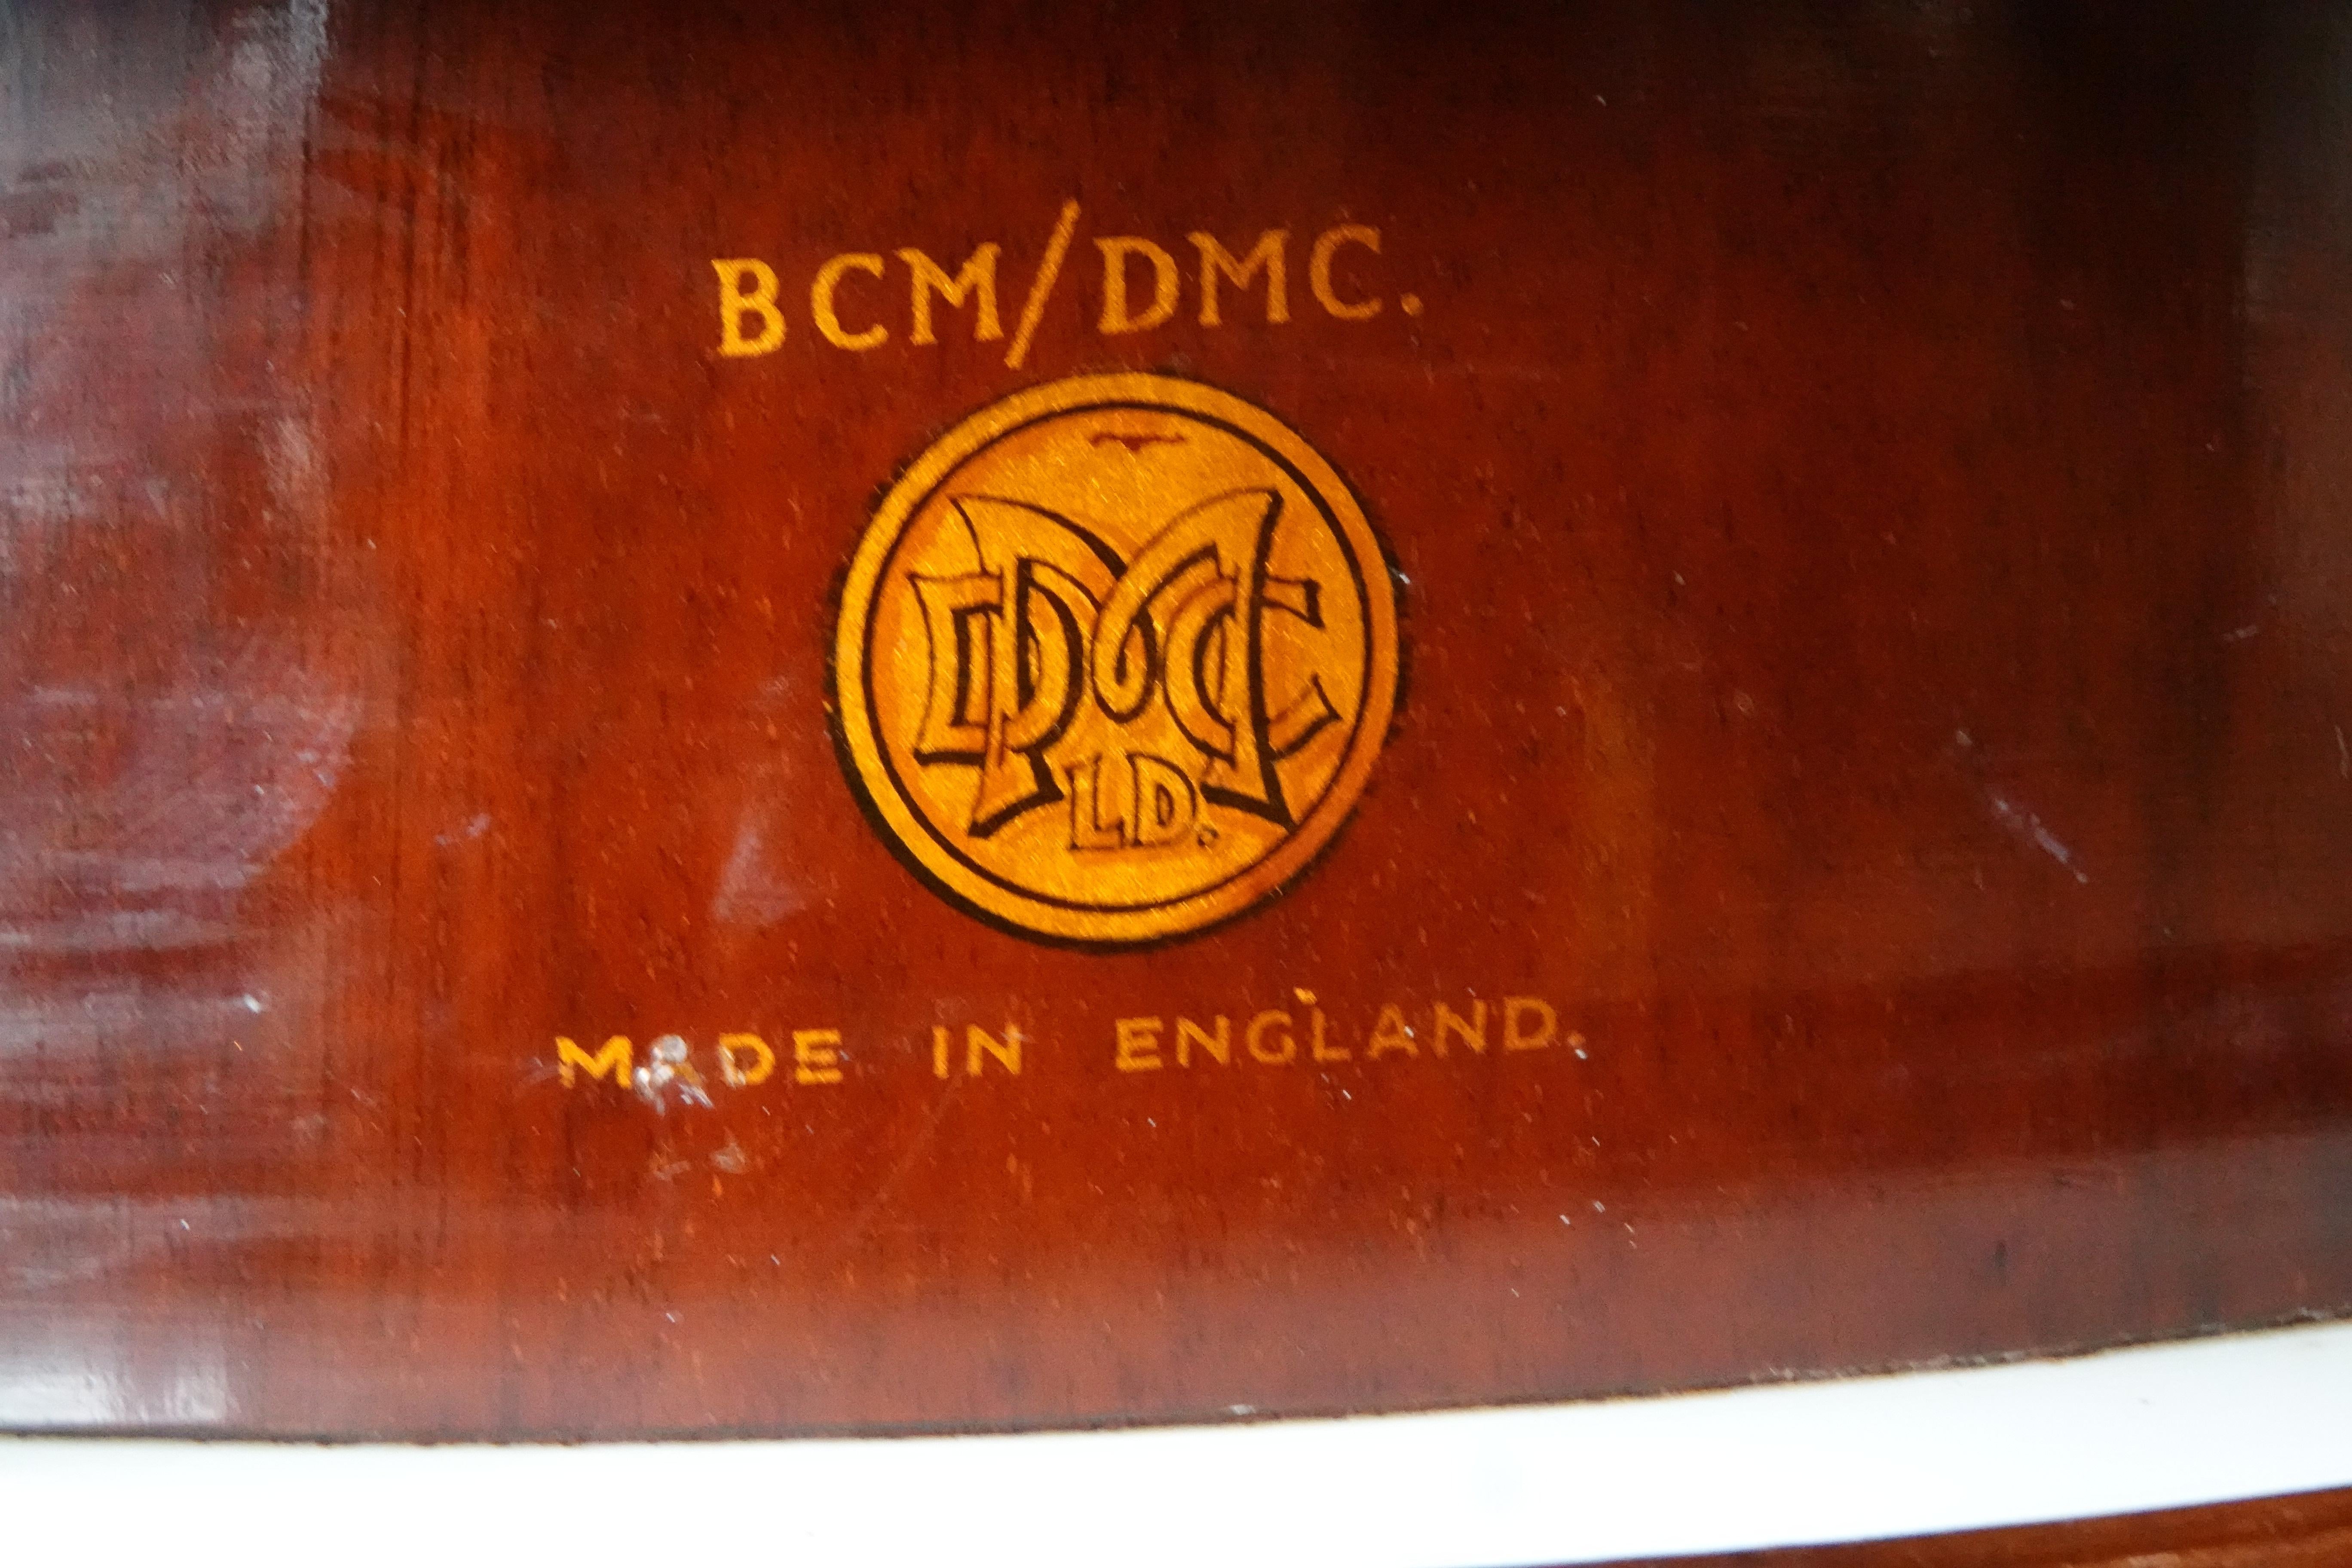 BCM/DMC.
DMC
LD.
MADE IN ENGLAND.